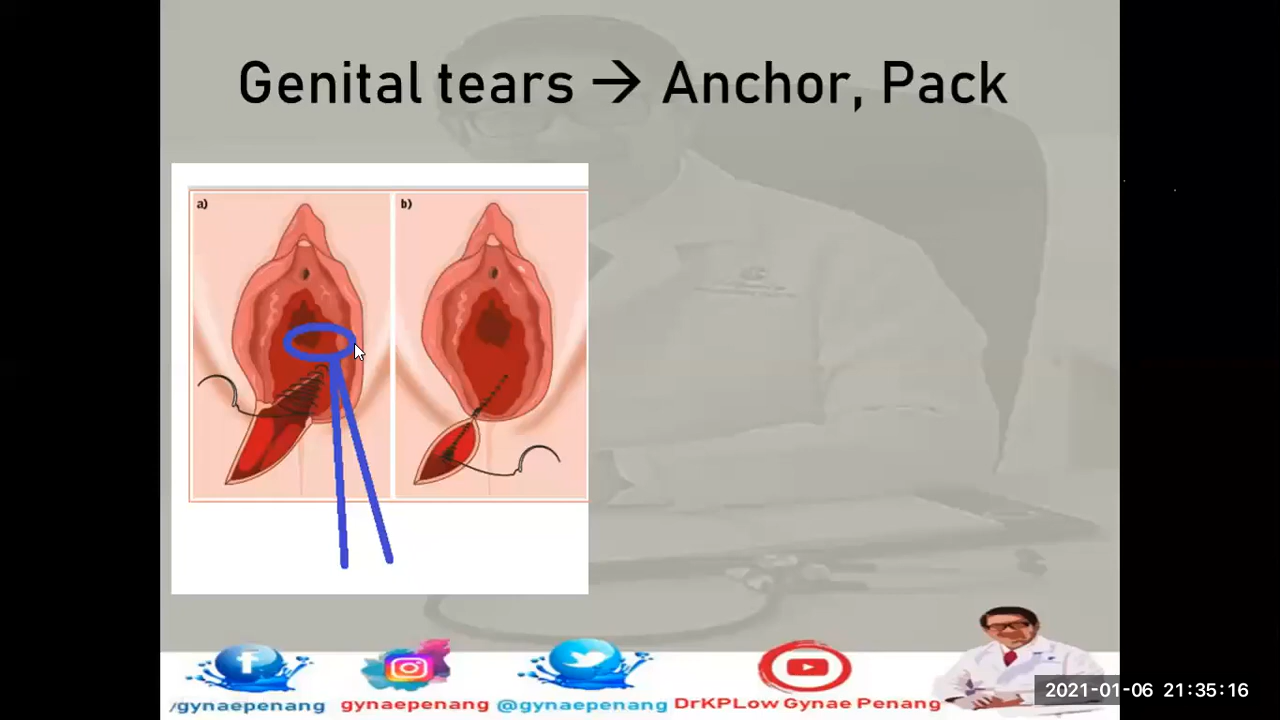 Genital tears → Anchor, Pack
a)
b)
/gynaepenang
gynaepenang
@gynaepenang
DrKPLow Gynae Penang
2021-01-06 21:35:16